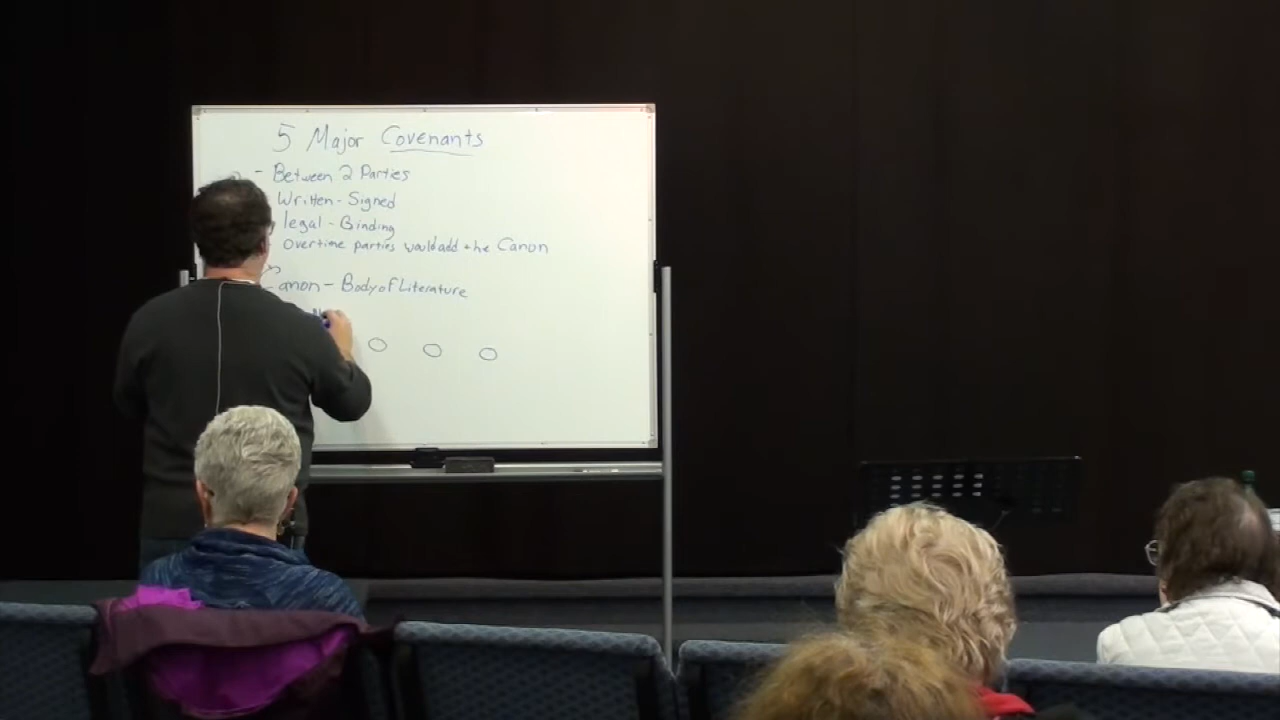 5 Major Covenants
- Between 2 Parties
Written - Signed
legal - Binding
Overtime parties would add the Canon
anon - Body of Literature